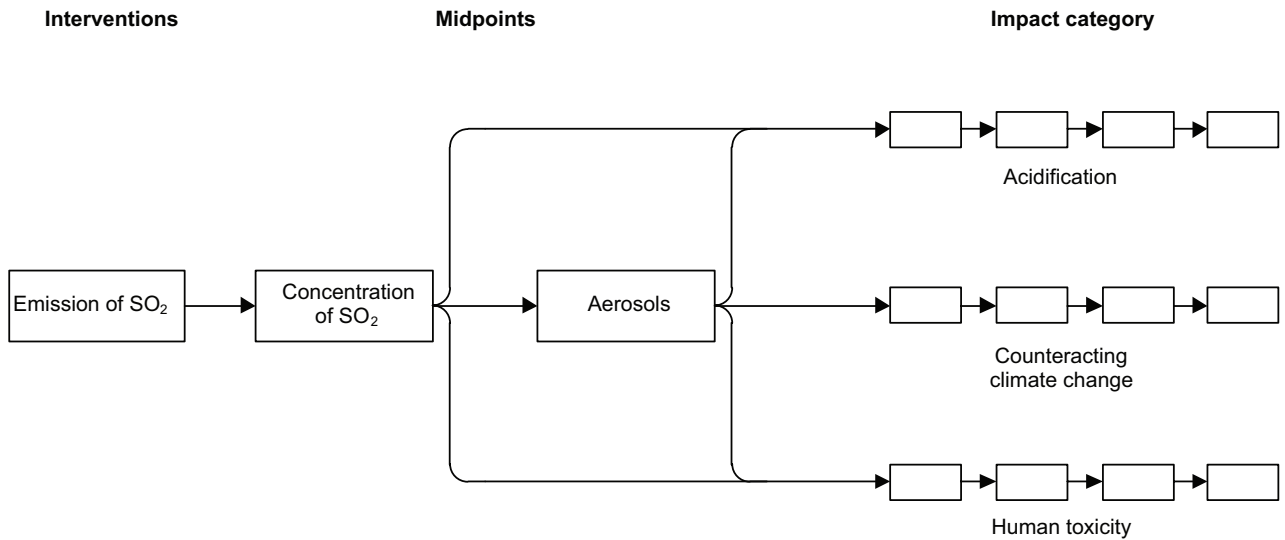 Interventions
Midpoints
Impact category
Acidification
Emission of SO₂
Concentration
of SO₂
Aerosols
Counteracting
climate change
Human toxicity